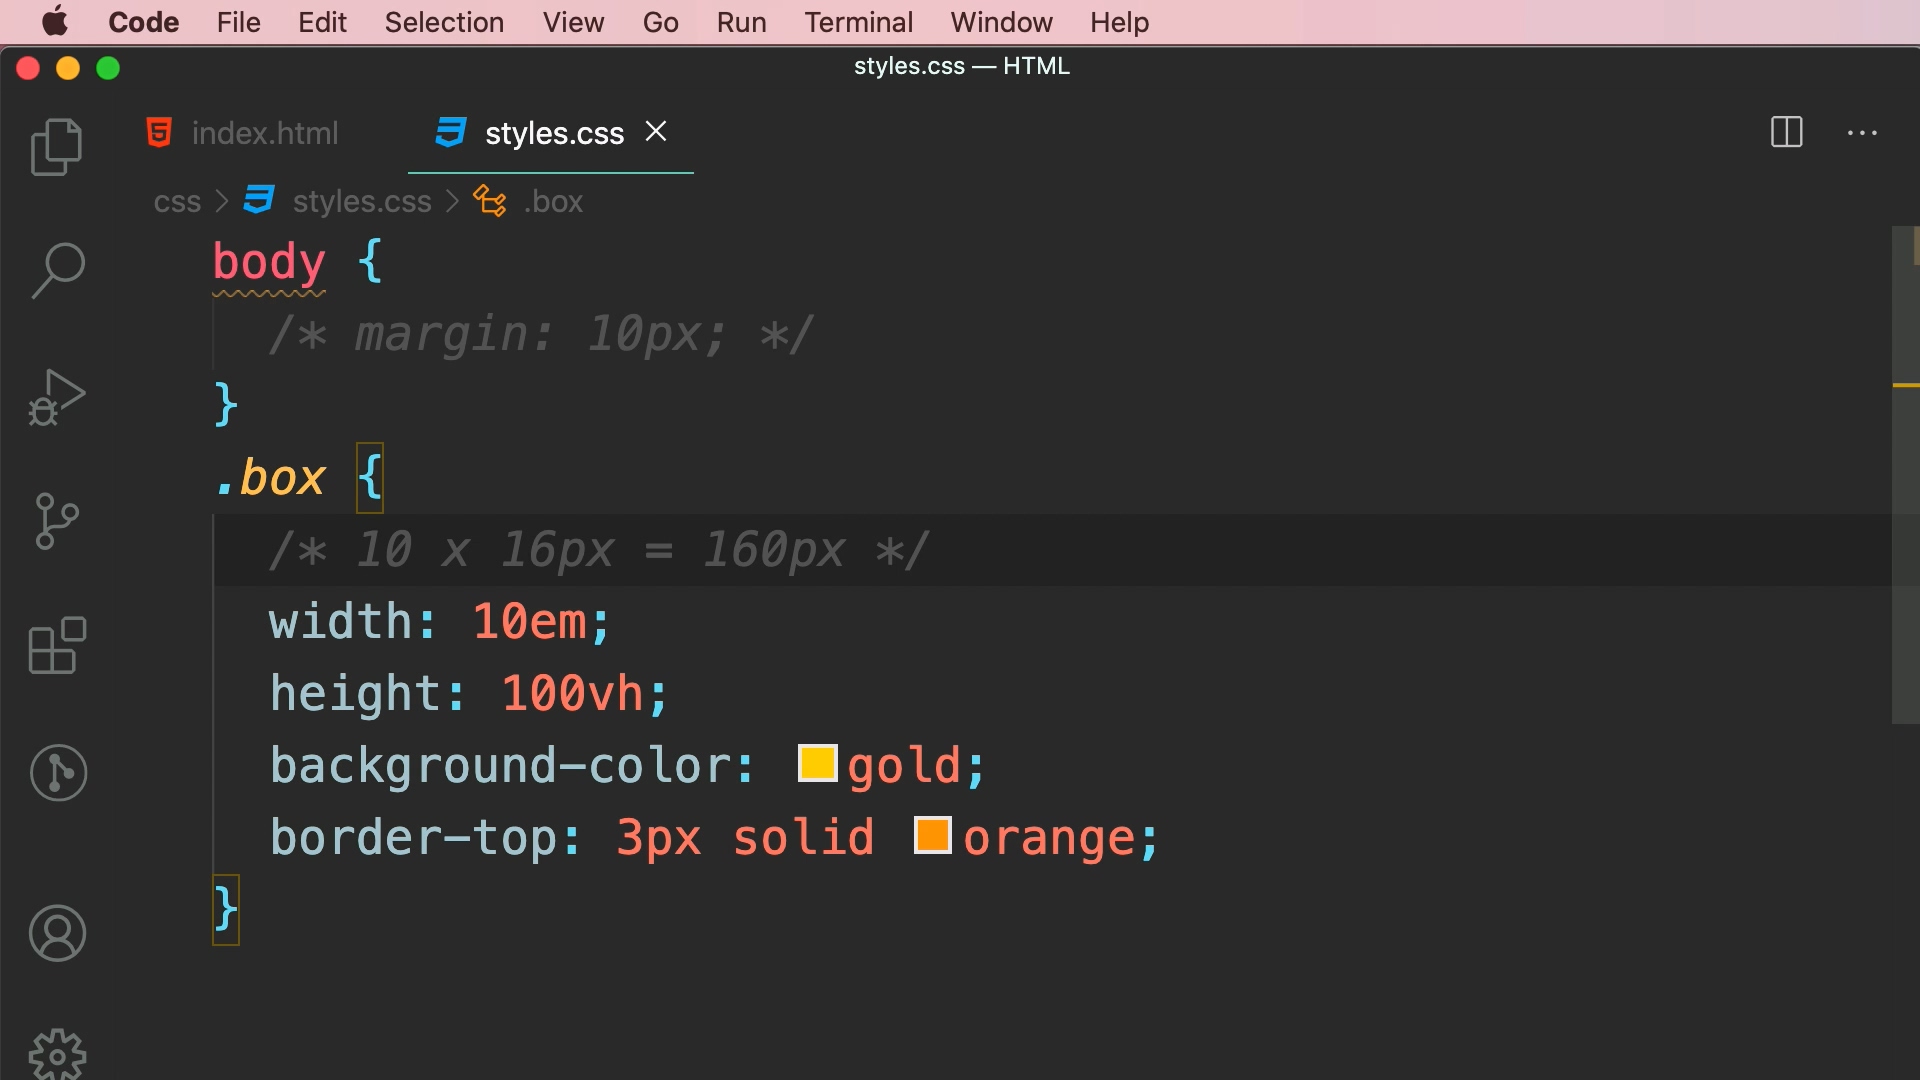 Code File Edit Selection View Go Run Terminal Window Help
styles.css — HTML
index.html styles.css
css > styles.css > .box
body {
/* margin: 10px; */
}
.box {
/* 10 x 16px = 160px */
width: 10em;
height: 100vh;
background-color: gold;
border-top: 3px solid orange;
}